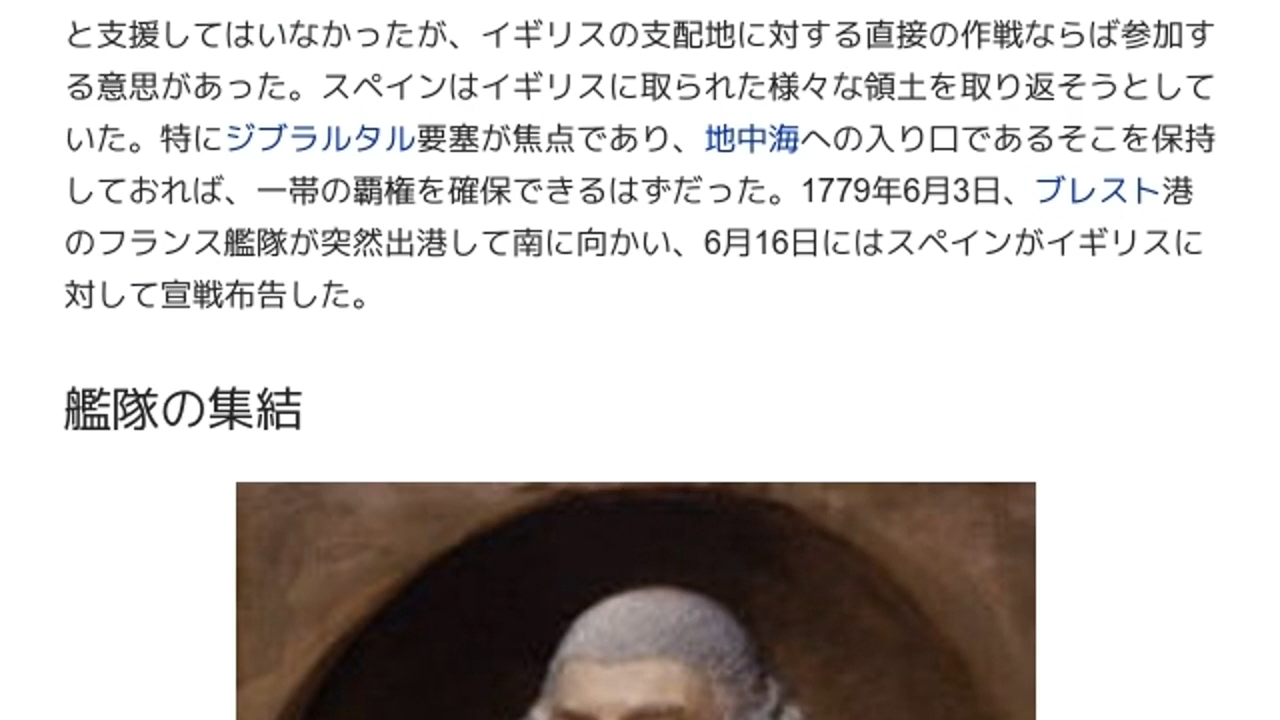 と支援してはいなかったが、イギリスの支配地に対する直接の作戦ならば参加す
る意思があった。スペインはイギリスに取られた様々な領土を取り返そうとして
いた。特にジブラルタル要塞が焦点であり、地中海への入り口であるそこを保持
しておれば、一帯の覇権を確保できるはずだった。1779年6月3日、ブレスト港
のフランス艦隊が突然出港して南に向かい、6月16日にはスペインがイギリスに
対して宣戦布告した。
艦隊の集結